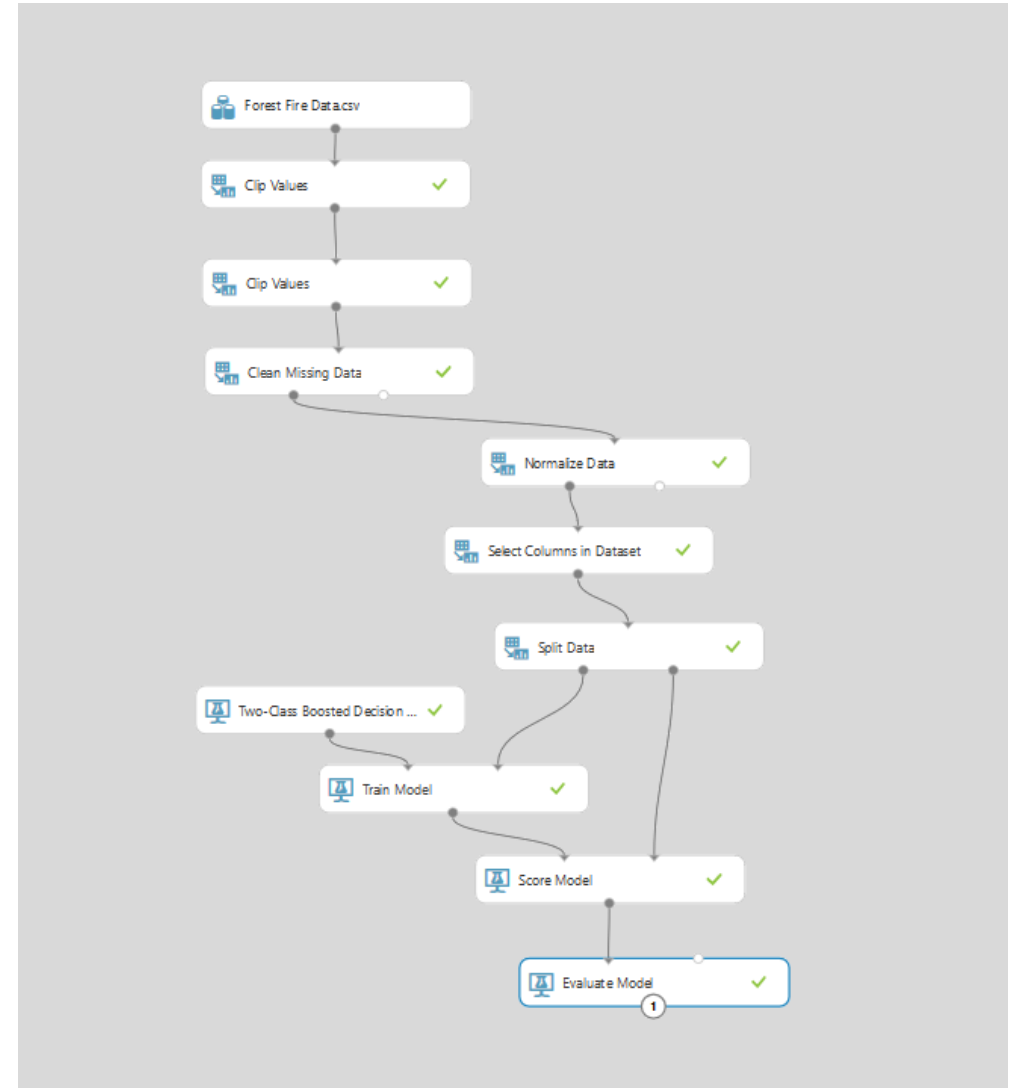 Forest Fire Data.csv
Clip Values
Clip Values
Clean Missing Data
Normalize Data
Select Columns in Dataset
Split Data
Two-Class Boosted Decision ...
Train Model
Score Model
Evaluate Model
1